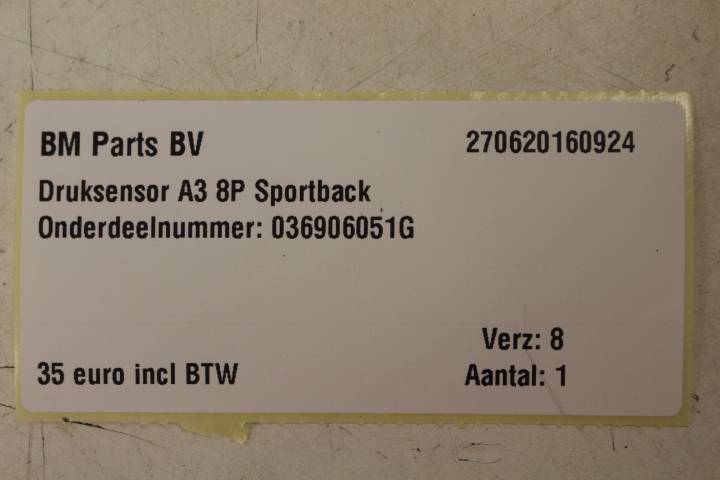 BM Parts BV 270620160924
Druksensor A3 8P Sportback
Onderdeelnummer: 036906051G
Verz: 8
35 euro incl BTW Aantal: 1